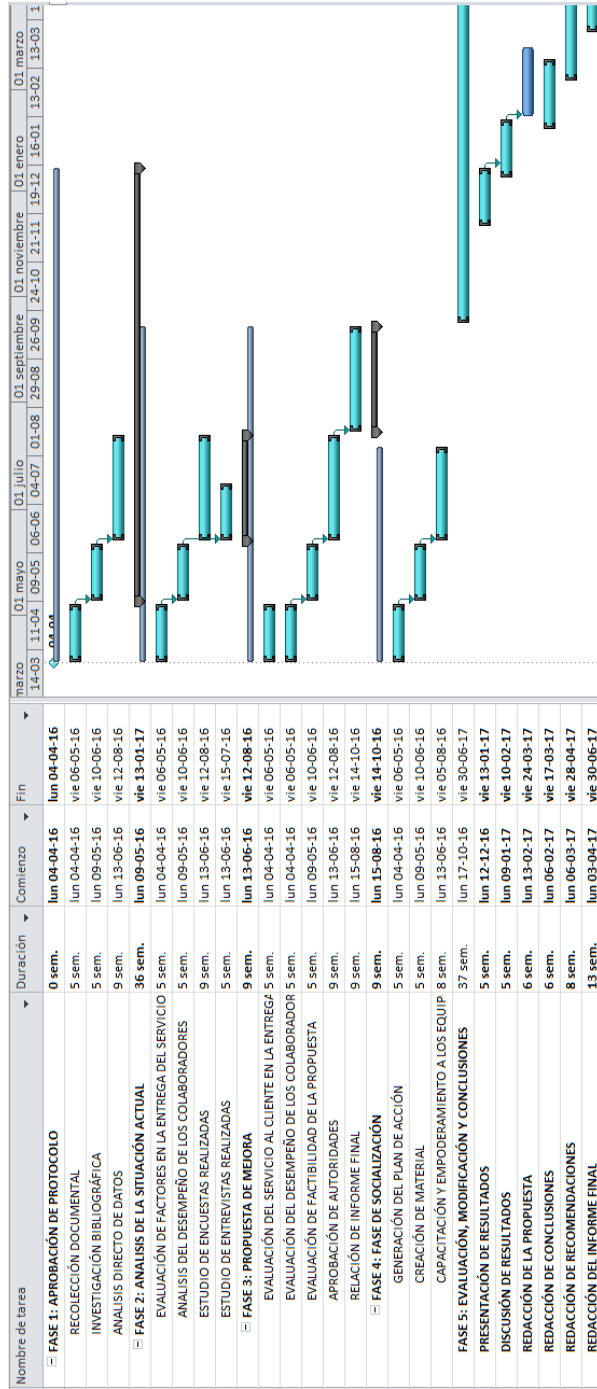 Nombre de tarea Duración Comienzo Fin
FASE 1: APROBACIÓN DE PROTOCOLO 0 sem. lun 04-04-16 lun 04-04-16
RECOLECCIÓN DOCUMENTAL 5 sem. lun 04-04-16 vie 06-05-16
INVESTIGACIÓN BIBLIOGRÁFICA 5 sem. lun 09-05-16 vie 10-06-16
ANALISIS DIRECTO DE DATOS 9 sem. lun 13-06-16 vie 12-08-16
FASE 2: ANALISIS DE LA SITUACIÓN ACTUAL 36 sem. lun 09-05-16 vie 13-01-17
EVALUACIÓN DE FACTORES EN LA ENTREGA DEL SERVICIO 5 sem. lun 04-04-16 vie 06-05-16
ANALISIS DEL DESEMPEÑO DE LOS COLABORADORES 5 sem. lun 09-05-16 vie 10-06-16
ESTUDIO DE ENCUESTAS REALIZADAS 9 sem. lun 13-06-16 vie 12-08-16
ESTUDIO DE ENTREVISTAS REALIZADAS 5 sem. lun 13-06-16 vie 15-07-16
FASE 3: PROPUESTA DE MEJORA 9 sem. lun 13-06-16 vie 12-08-16
EVALUACIÓN DEL SERVICIO AL CLIENTE EN LA ENTREGA 5 sem. lun 04-04-16 vie 06-05-16
EVALUACIÓN DEL DESEMPEÑO DE LOS COLABORADOR 5 sem. lun 04-04-16 vie 06-05-16
EVALUACIÓN DE FACTIBILIDAD DE LA PROPUESTA 5 sem. lun 09-05-16 vie 10-06-16
APROBACIÓN DE AUTORIDADES 9 sem. lun 13-06-16 vie 12-08-16
RELACIÓN DE INFORME FINAL 9 sem. lun 15-08-16 vie 14-10-16
FASE 4: FASE DE SOCIALIZACIÓN 9 sem. lun 15-08-16 vie 14-10-16
GENERACIÓN DEL PLAN DE ACCIÓN 5 sem. lun 04-04-16 vie 06-05-16
CREACIÓN DE MATERIAL 5 sem. lun 09-05-16 vie 10-06-16
CAPACITACIÓN Y EMPODERAMIENTO A LOS EQUIP 8 sem. lun 13-06-16 vie 05-08-16
FASE 5: EVALUACIÓN, MODIFICACIÓN Y CONCLUSIONES 37 sem. lun 17-10-16 vie 30-06-17
PRESENTACIÓN DE RESULTADOS 5 sem. lun 12-12-16 vie 13-01-17
DISCUSIÓN DE RESULTADOS 5 sem. lun 09-01-17 vie 10-02-17
REDACCIÓN DE LA PROPUESTA 6 sem. lun 13-02-17 vie 24-03-17
REDACCIÓN DE CONCLUSIONES 6 sem. lun 06-02-17 vie 17-03-17
REDACCIÓN DE RECOMENDACIONES 8 sem. lun 06-03-17 vie 28-04-17
REDACCIÓN DEL INFORME FINAL 13 sem. lun 03-04-17 vie 30-06-17
marzo 01 mayo 01 julio 01 septiembre 01 noviembre 01 enero 01 marzo 1
14-03 11-04 09-05 06-06 04-07 01-08 29-08 26-09 24-10 21-11 19-12 16-01 13-02 13-03
04-04